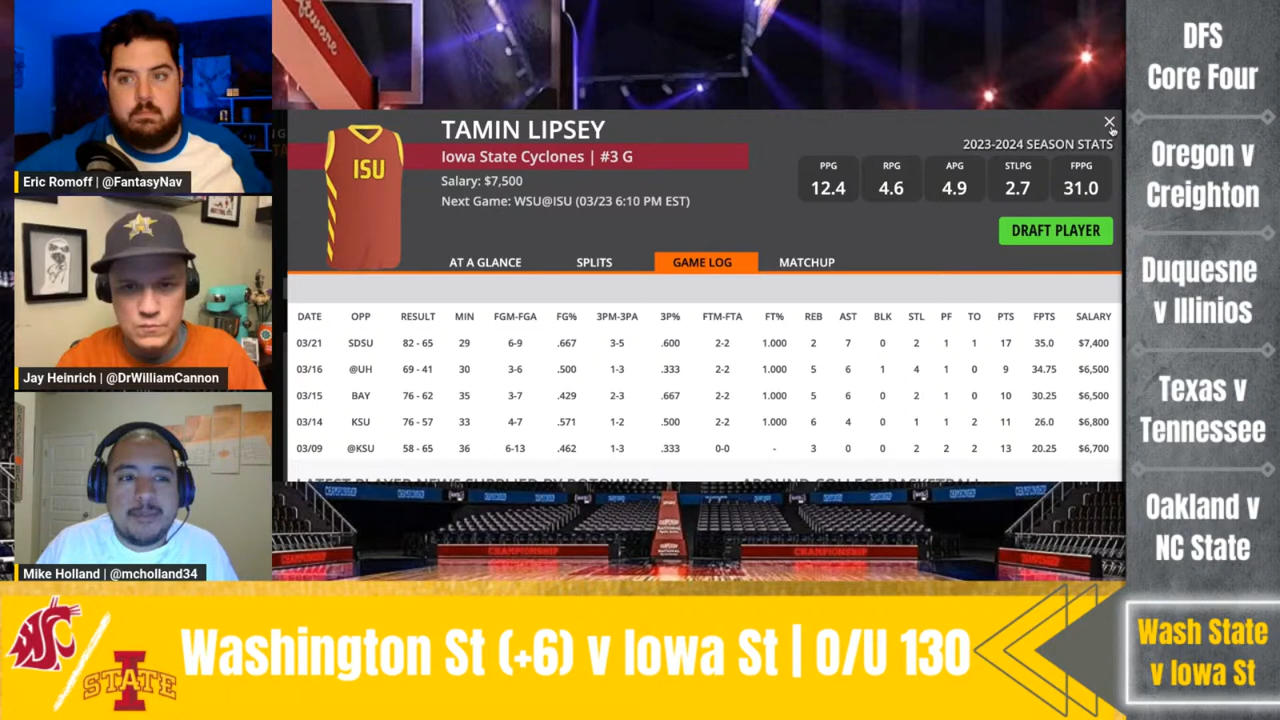 DFS
Core Four
Oregon v
Creighton
Duquesne
v Illinios
Texas v
Tennessee
Oakland v
NC State
Wash State
v Iowa St
Eric Romoff | @FantasyNav
Jay Heinrich | @DrWilliamCannon
Mike Holland | @mcholland34
TAMIN LIPSEY
Iowa State Cyclones | #3 G
Salary: $7,500
Next Game: WSU@ISU (03/23 6:10 PM EST)
ISU
2023-2024 SEASON STATS
PPG RPG APG STLPG FPPG
12.4 4.6 4.9 2.7 31.0
DRAFT PLAYER
AT A GLANCE SPLITS GAME LOG MATCHUP
DATE OPP RESULT MIN FGM-FGA FG% 3PM-3PA 3P% FTM-FTA FT% REB AST BLK STL PF TO PTS FPTS SALARY
03/21 SDSU 82 - 65 29 6-9 .667 3-5 .600 2-2 1.000 2 7 0 2 1 1 17 35.0 $7,400
03/16 @UH 69 - 41 30 3-6 .500 1-3 .333 2-2 1.000 5 6 1 4 1 0 9 34.75 $6,500
03/15 BAY 76 - 62 35 3-7 .429 2-3 .667 2-2 1.000 5 6 0 2 1 0 10 30.25 $6,500
03/14 KSU 76 - 57 33 4-7 .571 1-2 .500 2-2 1.000 6 4 0 1 1 2 11 26.0 $6,800
03/09 @KSU 58 - 65 36 6-13 .462 1-3 .333 0-0 - 3 0 0 2 2 2 13 20.25 $6,700
LATEST PLAYER NEWS SUPPLIED BY ROTOWIRE AROUND COLLEGE BASKETBALL
CHAMPIONSHIP
CHAMPIONSHIP
STATE
Washington St (+6) v Iowa St | O/U 130